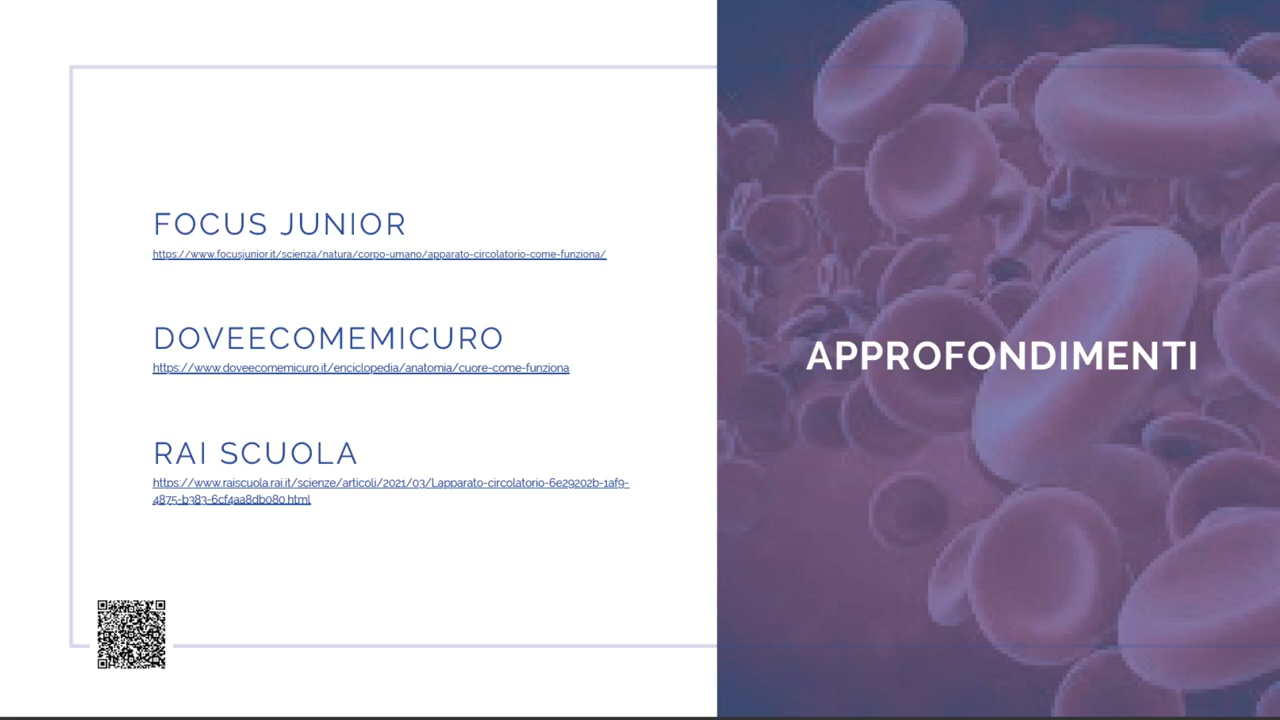 FOCUS JUNIOR
https://www.focusjunior.it/scienza/natura/corpo-umano/apparato-circolatorio-come-funziona/
DOVEECOMEMICURO
https://www.doveecomemicuro.it/enciclopedia/anatomia/cuore-come-funziona
RAI SCUOLA
https://www.raiscuola.rai.it/scienze/articoli/2021/03/Lapparato-circolatorio-6e29202b-1af9-
4875-b383-6cf4aa8db080.html
APPROFONDIMENTI